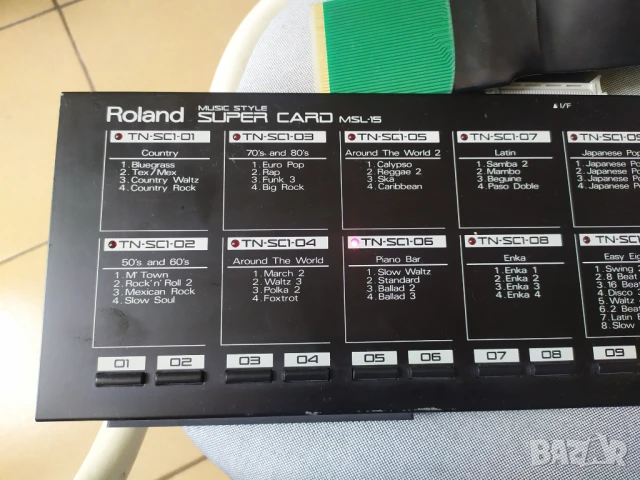 ▲ I/F
Roland MUSIC STYLE SUPER CARD MSL-15
TN-SC1-01
Country
1. Bluegrass
2. Tex/Mex
3. Country Waltz
4. Country Rock
TN-SC1-03
70's and 80's
1. Euro Pop
2. Rap
3. Funk 3
4. Big Rock
TN-SC1-05
Around The World 2
1. Calypso
2. Reggae 2
3. Ska
4. Caribbean
TN-SC1-07
Latin
1. Samba 2
2. Mambo
3. Beguine
4. Paso Doble
TN-SC1-09
Japanese Po
1. Japanese P
2. Japanese P
3. Japanese Po
4. Japanese Po
TN-SC1-02
50's and 60's
1. M' Town
2. Rock'n' Roll 2
3. Mexican Rock
4. Slow Soul
TN-SC1-04
Around The World
1. March 2
2. Waltz 3
3. Polka 2
4. Foxtrot
TN-SC1-06
Piano Bar
1. Slow Waltz
2. Standard
3. Ballad 2
4. Ballad 3
TN-SC1-08
Enka
1. Enka 1
2. Enka 2
3. Enka 3
4. Enka 4
TN-SC1-
Easy Eig
1. Swing
2. 8 Beat
3. 16 Beat
4. Disco
5. Waltz
6. 2 Beat
7. Latin
8. Slow
01 02 03 04 05 06 07 08 09
BAZAR